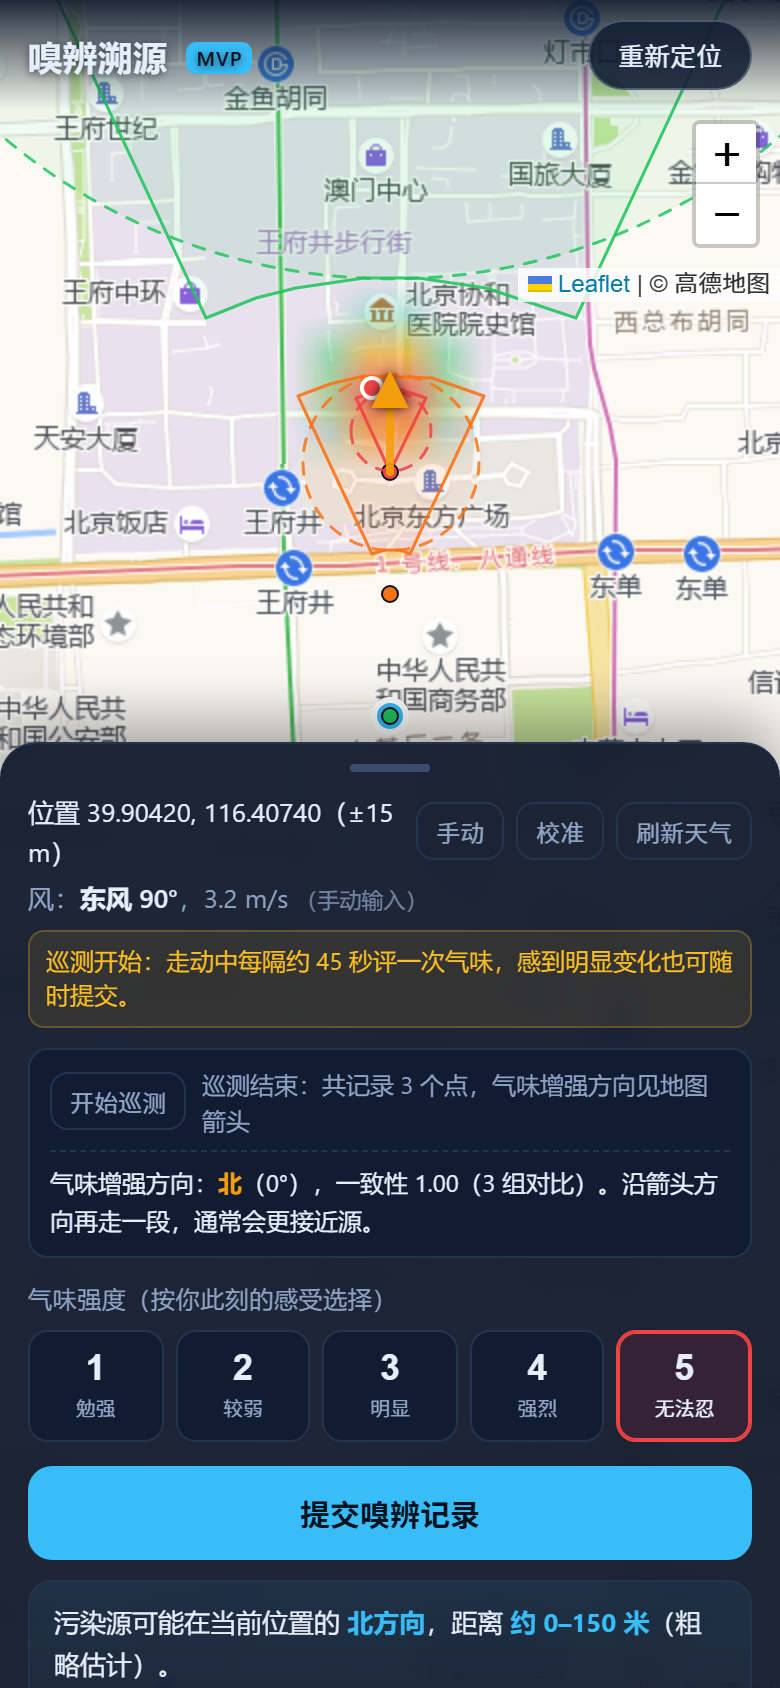 嗅辨溯源 MVP
重新定位
灯市口
金鱼胡同
王府世纪
澳门中心
国旅大厦
王府井步行街
王府中环
北京协和
医院院史馆
Leaflet | © 高德地图
西总布胡同
天安大厦
王府井
北京饭店
北京东方广场
1号线：八通线
王府井
东单
东单
人民共和
态环境部
中华人民共
和国商务部
中华人民共
和国公安部
位置 39.90420, 116.40740（±15
m）
手动
校准
刷新天气
风：东风 90°，3.2 m/s （手动输入）
巡测开始：走动中每隔约 45 秒评一次气味，感到明显变化也可随
时提交。
开始巡测
巡测结束：共记录 3 个点，气味增强方向见地图
箭头
气味增强方向：北（0°），一致性 1.00（3 组对比）。沿箭头方
向再走一段，通常会更接近源。
气味强度（按你此刻的感受选择）
1
勉强
2
较弱
3
明显
4
强烈
5
无法忍
提交嗅辨记录
污染源可能在当前位置的 北方向，距离 约 0–150 米（粗
略估计）。